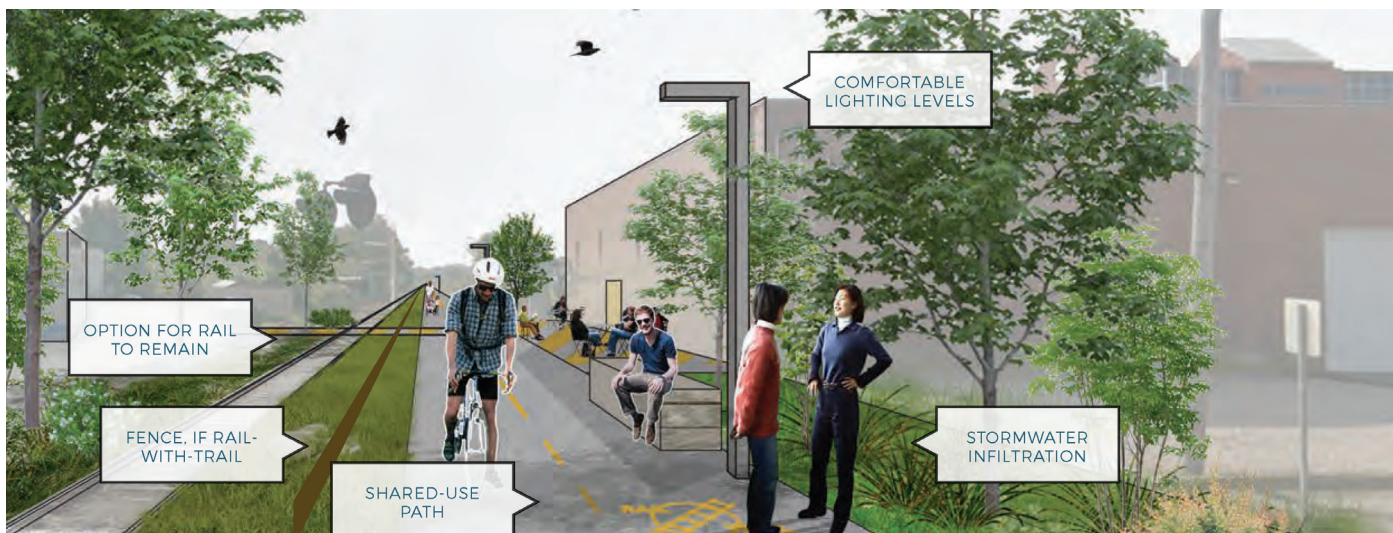 COMFORTABLE
LIGHTING LEVELS
OPTION FOR RAIL
TO REMAIN
FENCE, IF RAIL-
WITH-TRAIL
SHARED-USE
PATH
STORMWATER
INFILTRATION